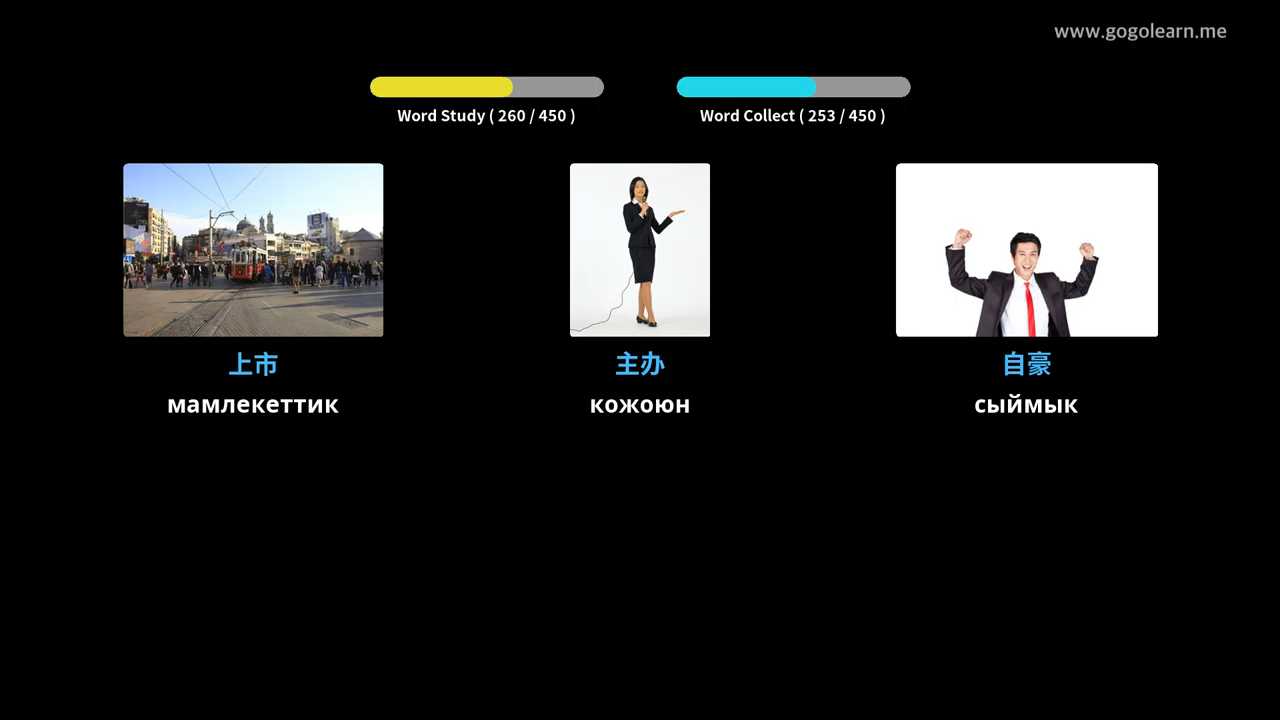 www.gogolearn.me
Word Study ( 260 / 450 )
Word Collect ( 253 / 450 )
上市
主办
自豪
мамлекеттик
кожоюн
сыймык